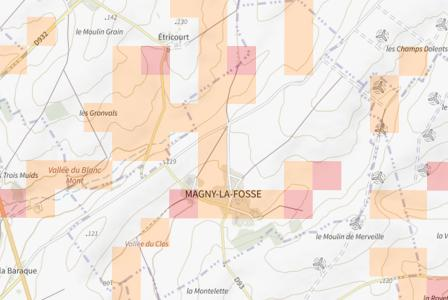 142
130
le Moulin Grain
Étricourt
D932
les Champs Dolents
les Gronvals
119
Vallée du Blanc
Mont
Trois Muids
MAGNY-LA-FOSSE
121
Vallée du Clos
le Moulin de Merveille
la Baraque
la Montelette
D93
120